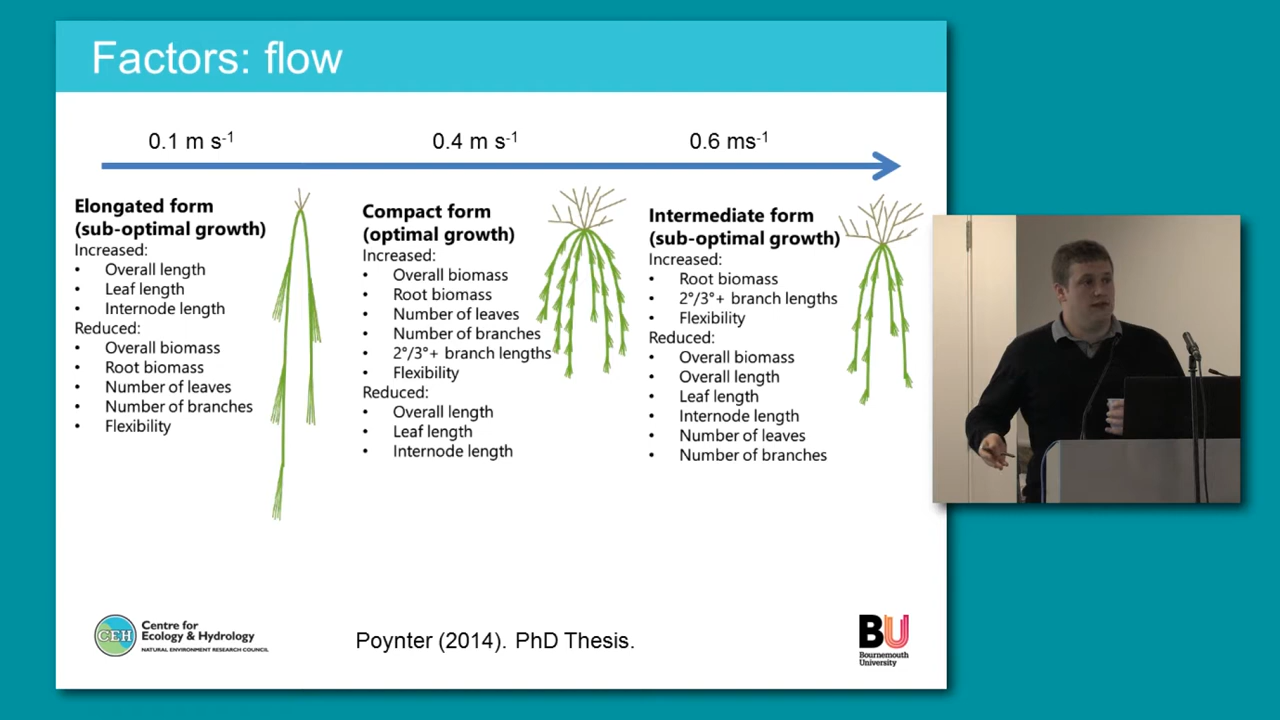 Factors: flow
0.1 m s-1
0.4 m s-1
0.6 ms-1
Elongated form
(sub-optimal growth)
Increased:
• Overall length
• Leaf length
• Internode length
Reduced:
• Overall biomass
• Root biomass
• Number of leaves
• Number of branches
• Flexibility
Compact form
(optimal growth)
Increased:
• Overall biomass
• Root biomass
• Number of leaves
• Number of branches
• 2°/3°+ branch lengths
• Flexibility
Reduced:
• Overall length
• Leaf length
• Internode length
Intermediate form
(sub-optimal growth)
Increased:
• Root biomass
• 2°/3°+ branch lengths
• Flexibility
Reduced:
• Overall biomass
• Overall length
• Leaf length
• Internode length
• Number of leaves
• Number of branches
CEH
Centre for
Ecology & Hydrology
NATURAL ENVIRONMENT RESEARCH COUNCIL
Poynter (2014). PhD Thesis.
BU
Bournemouth
University